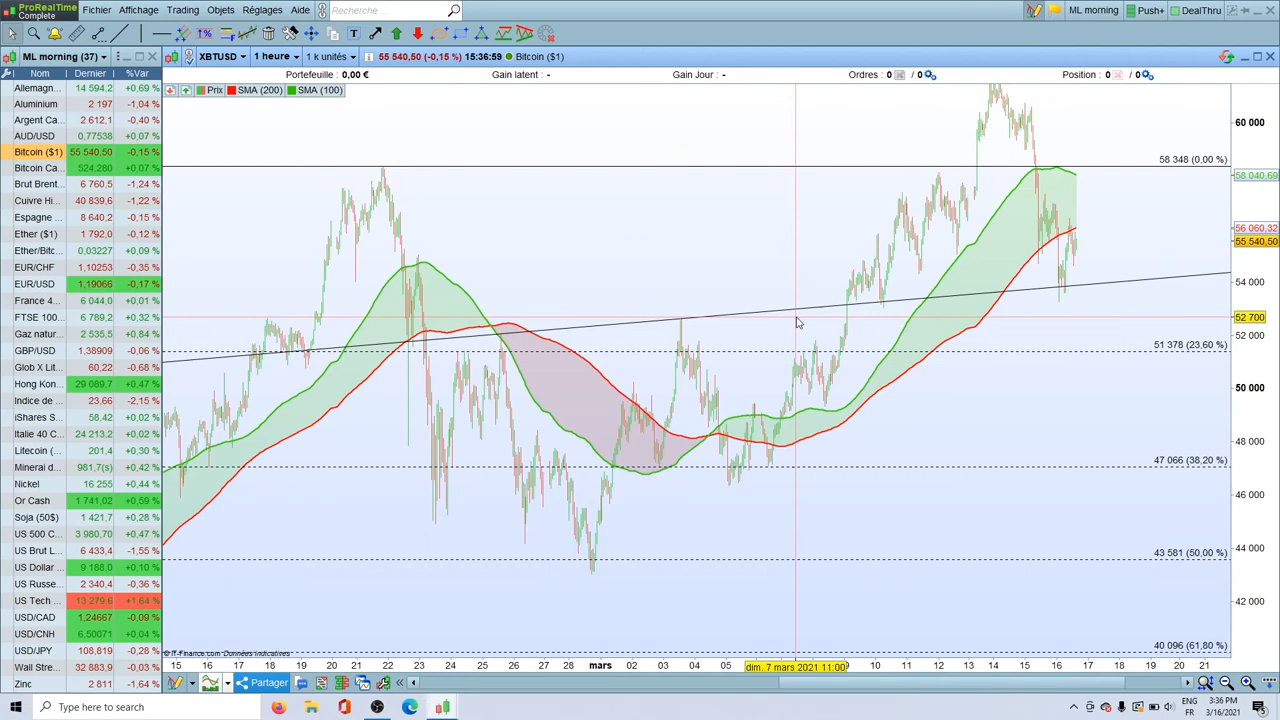 ProRealTime
Complete
Fichier Affichage Trading Objets Réglages Aide
Recherche ...
ML morning Push+ DealThru
ML morning (37)
XBTUSD 1 heure 1 k unités 55 540,50 (-0,15 %) 15:36:59 Bitcoin ($1)
Nom Dernier %Var
Portefeuille : 0,00 € Gain latent : - Gain Jour : - Ordres : 0 / 0 Position : 0 / 0
Prix SMA (200) SMA (100)
Allemagn... 14 594,2 +0,69 %
Aluminium 2 197 -1,04 %
Argent Ca... 2 612,1 -0,40 %
AUD/USD 0,77538 +0,07 %
Bitcoin ($1) 55 540,50 -0,15 %
Bitcoin Ca... 524,280 +0,07 %
Brut Brent... 6 760,5 -1,24 %
Cuivre Hi... 40 839,6 -1,22 %
Espagne ... 8 640,2 -0,15 %
Ether ($1) 1 792,0 -0,30 %
Ether/Bitc... 0,03227 +0,09 %
EUR/CHF 1,10253 -0,35 %
EUR/USD 1,19066 -0,17 %
France 4... 6 044,0 +0,01 %
FTSE 100... 6 789,2 +0,32 %
Gaz natur... 2 535,5 +0,84 %
GBP/USD 1,38909 -0,06 %
Glob X Lit... 60,22 -0,68 %
Hong Kon... 29 089,7 +0,47 %
Indice de ... 23,66 -2,15 %
iShares S... 58,42 +0,02 %
Italie 40 C... 24 213,2 +0,02 %
Litecoin (... 201,4 +0,30 %
Minerai d... 981,7(s) +0,42 %
Nickel 16 255 +0,44 %
Or Cash 1 741,02 +0,59 %
Soja (50$) 1 421,7 +0,28 %
US 500 C... 3 980,70 +0,47 %
US Brut L... 6 433,4 -1,55 %
US Dollar ... 9 188,0 +0,10 %
US Russe... 2 340,4 -0,36 %
US Tech ... 13 279,6 +1,64 %
USD/CAD 1,24667 -0,09 %
USD/CNH 6,50071 +0,04 %
USD/JPY 108,819 -0,28 %
Wall Stre... 32 883,9 -0,03 %
Zinc 2 811 -1,64 %
60 000
58 348 (0,00 %)
58 040,69
56 060,32
55 540,50
54 000
52 700
52 000
51 378 (23,60 %)
50 000
48 000
47 066 (38,20 %)
46 000
44 000
43 581 (50,00 %)
42 000
40 096 (61,80 %)
© IT-Finance.com Données indicatives
15 16 17 18 19 20 21 22 23 24 25 26 27 28 mars 02 03 04 05 06 dim. 7 mars 2021 11:00 9 10 11 12 13 14 15 16 17 18 19 20 21
Partager
Type here to search
3:36 PM
FR 3/16/2021
5